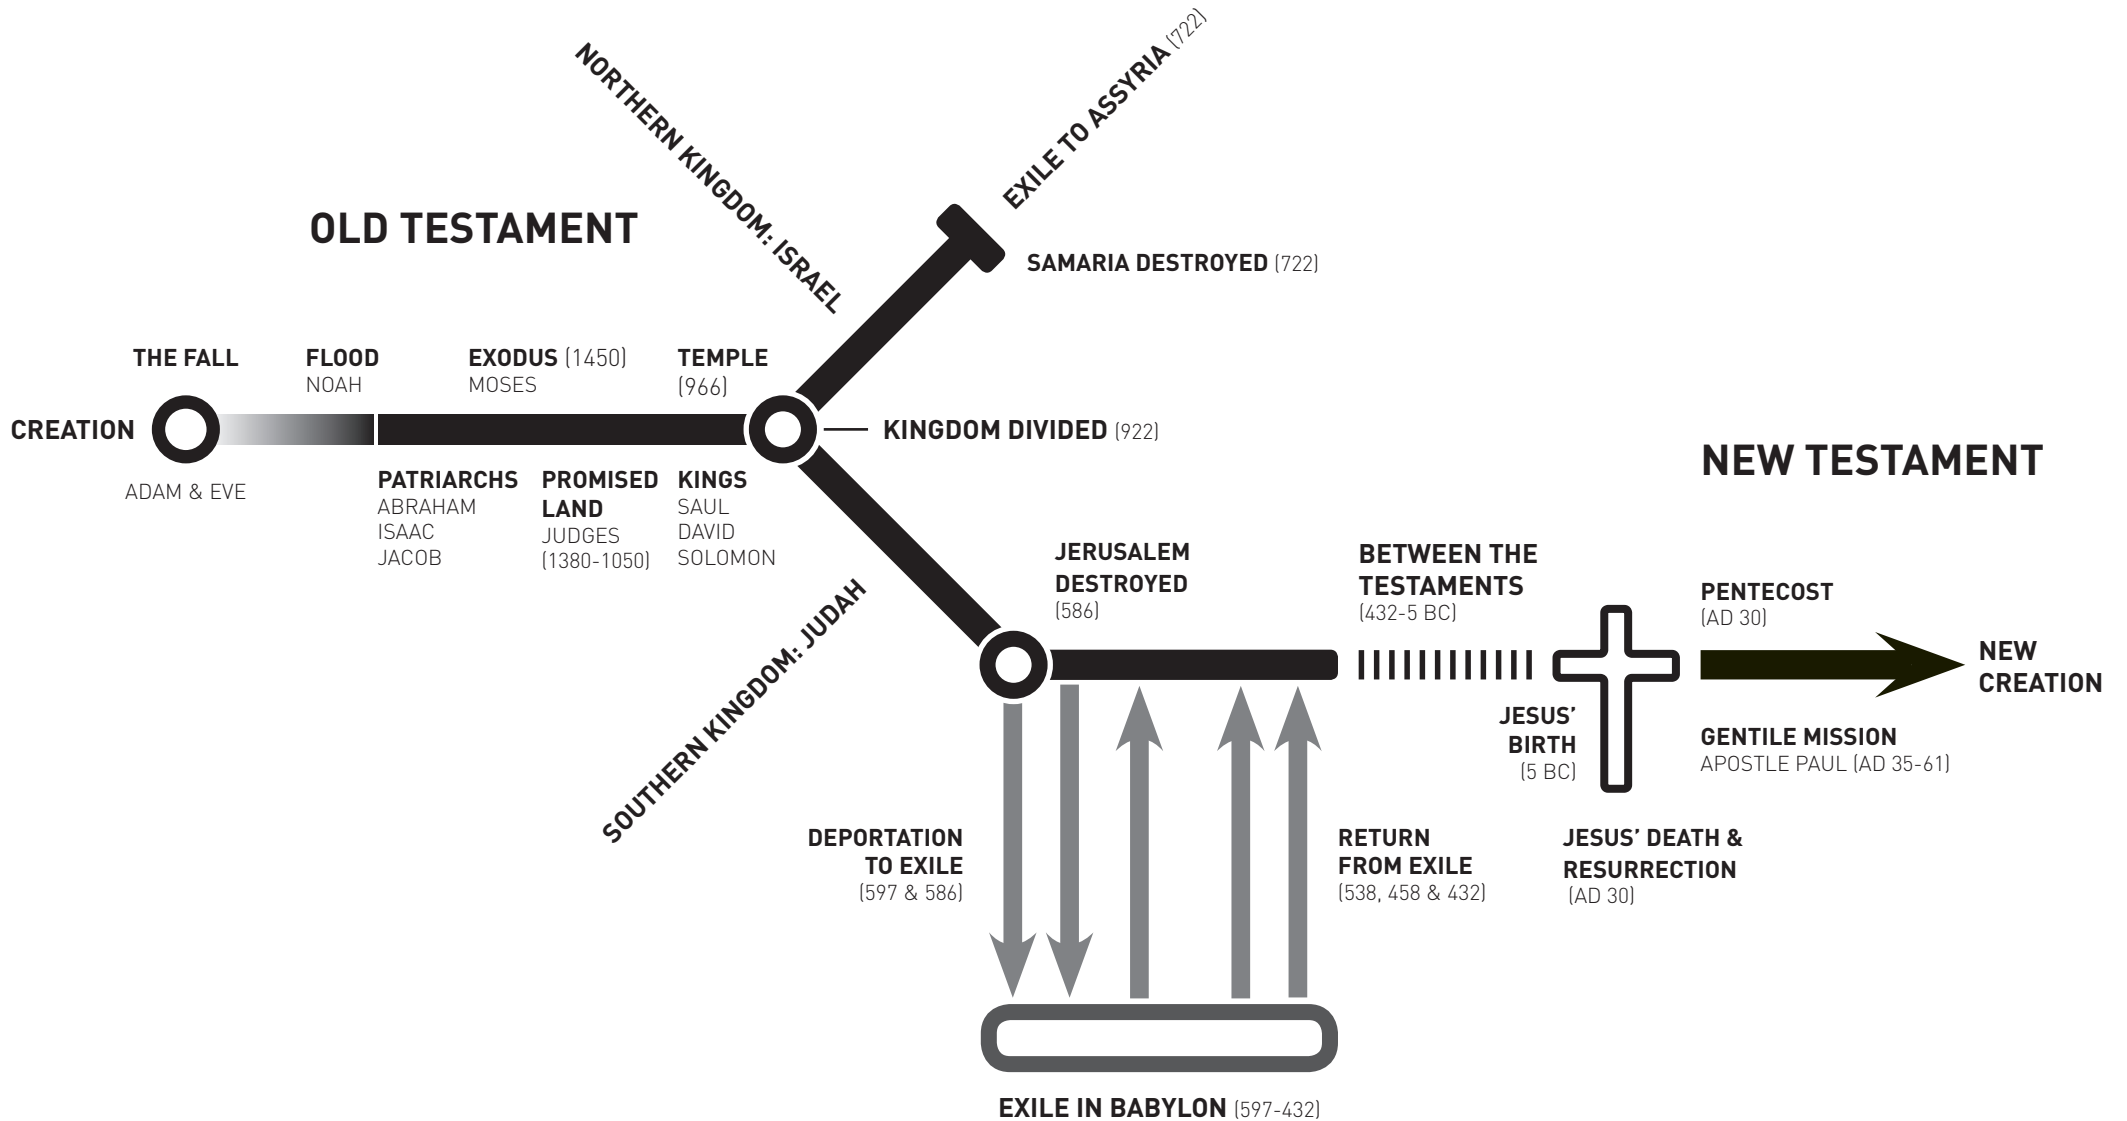 NORTHERN KINGDOM: ISRAEL
EXILE TO ASSYRIA (722)
OLD TESTAMENT
SAMARIA DESTROYED (722)
THE FALL
FLOOD
NOAH
EXODUS (1450)
MOSES
TEMPLE
(966)
CREATION
KINGDOM DIVIDED (922)
ADAM & EVE
PATRIARCHS
ABRAHAM
ISAAC
JACOB
PROMISED
LAND
JUDGES
(1380-1050)
KINGS
SAUL
DAVID
SOLOMON
SOUTHERN KINGDOM: JUDAH
NEW TESTAMENT
JERUSALEM
DESTROYED
(586)
BETWEEN THE
TESTAMENTS
(432-5 BC)
PENTECOST
(AD 30)
NEW
CREATION
JESUS’
BIRTH
(5 BC)
GENTILE MISSION
APOSTLE PAUL (AD 35-61)
DEPORTATION
TO EXILE
(597 & 586)
RETURN
FROM EXILE
(538, 458 & 432)
JESUS’ DEATH &
RESURRECTION
(AD 30)
EXILE IN BABYLON (597-432)